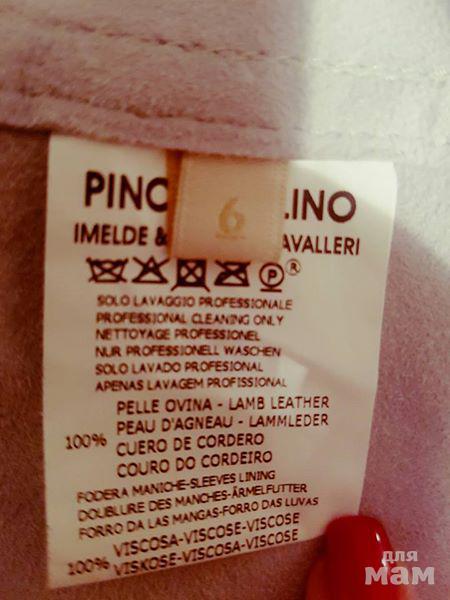 6
PINO LINO
IMELDE & AVALLERI
®
SOLO LAVAGGIO PROFESSIONALE
PROFESSIONAL CLEANING ONLY
NETTOYAGE PROFESSIONEL
NUR PROFESSIONELL WASCHEN
SOLO LAVADO PROFESIONAL
APENAS LAVAGEM PROFISSIONAL
PELLE OVINA - LAMB LEATHER
100% PEAU D'AGNEAU - LAMMLEDER
CUERO DE CORDERO
COURO DO CORDEIRO
FODERA MANICHE-SLEEVES LINING
DOUBLURE DES MANCHES-ÄRMELFUTTER
FORRO DA LAS MANGAS-FORRO DAS LUVAS
100% VISCOSA-VISCOSE-VISCOSE
VISKOSE-VISCOSA-VISCOSE
для
мам